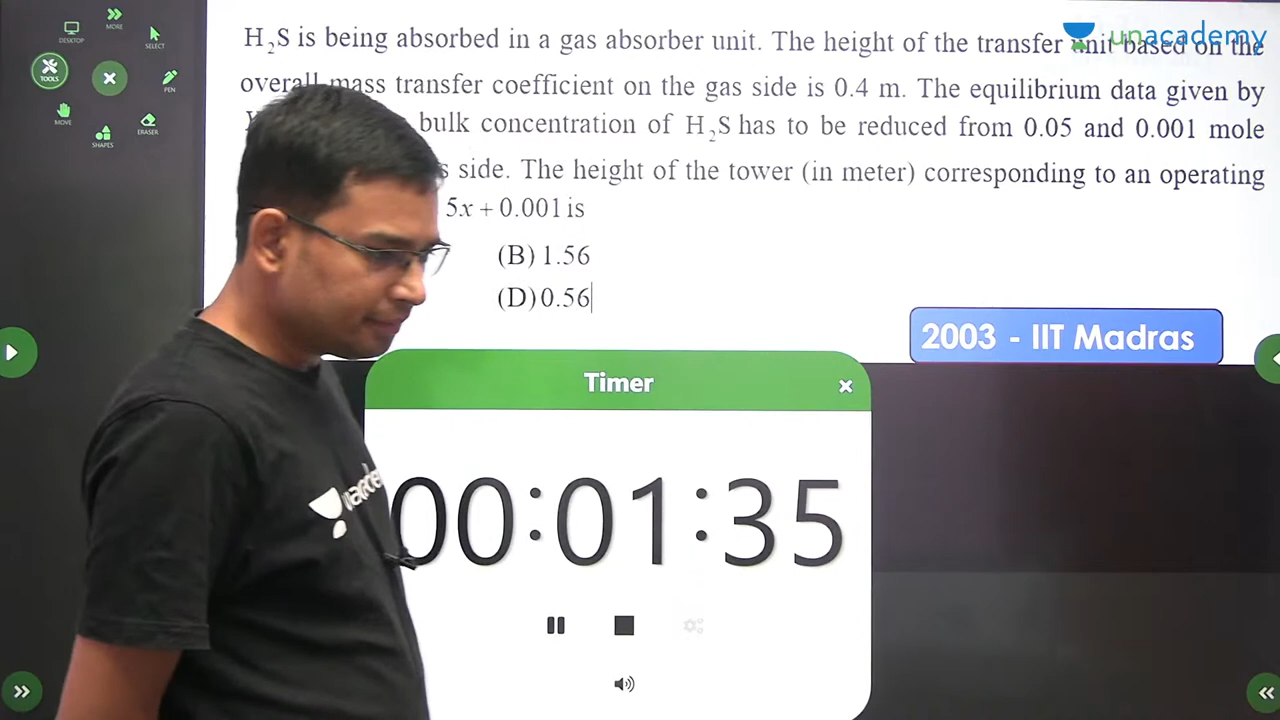 MORE
DESKTOP
SELECT
TOOLS
PEN
MOVE
ERASER
SHAPES
unacademy
H₂S is being absorbed in a gas absorber unit. The height of the transfer unit based on the
overall mass transfer coefficient on the gas side is 0.4 m. The equilibrium data given by
bulk concentration of H₂S has to be reduced from 0.05 and 0.001 mole
side. The height of the tower (in meter) corresponding to an operating
5x + 0.001 is
(B) 1.56
(D) 0.56
2003 - IIT Madras
Timer
00:01:35